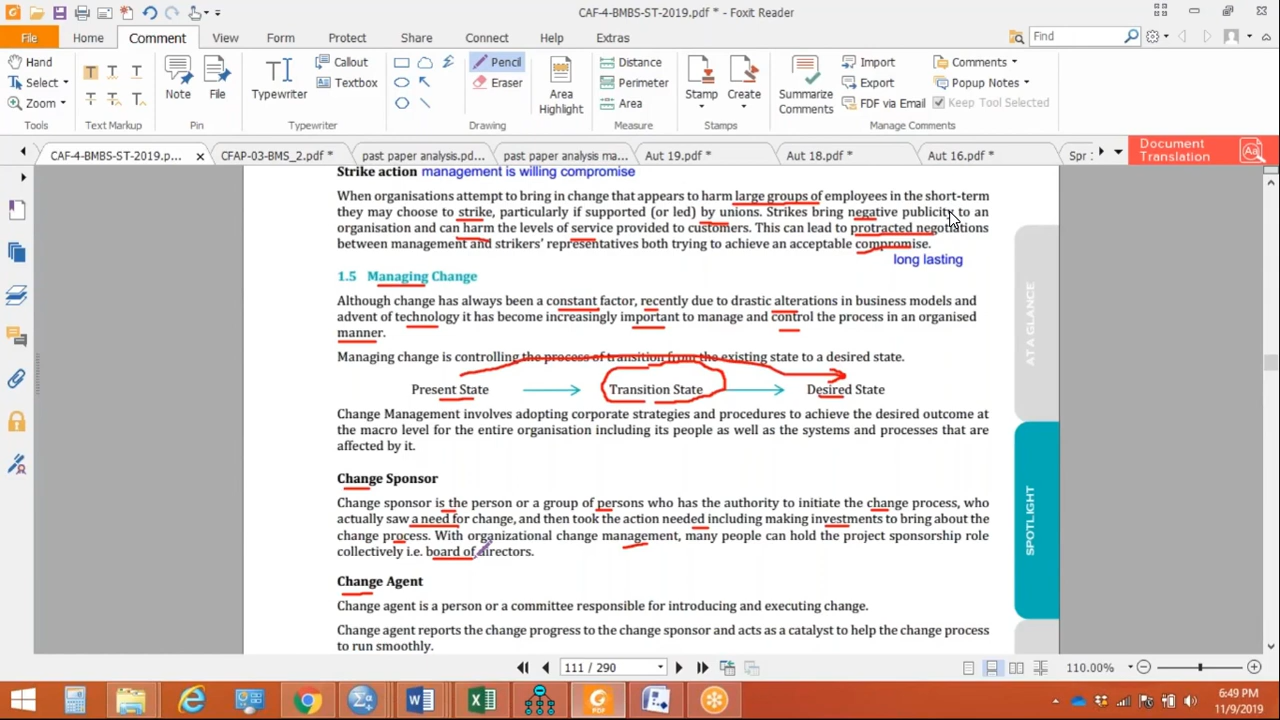 CAF-4-BMBS-ST-2019.pdf * - Foxit Reader
File Home Comment View Form Protect Share Connect Help Extras Find
Hand Select Zoom Tools
Text Markup
Note File Pin
Typewriter Callout Textbox Typewriter
Pencil Eraser Drawing
Area Highlight
Distance Perimeter Area Measure
Stamp Create Stamps
Summarize Comments Import Export FDF via Email Comments Popup Notes Keep Tool Selected Manage Comments
CAF-4-BMBS-ST-2019.p... CFAP-03-BMS_2.pdf * past paper analysis.pd... past paper analysis ma... Aut 19.pdf * Aut 18.pdf * Aut 16.pdf * Spr :
Document Translation
Strike action management is willing compromise
When organisations attempt to bring in change that appears to harm large groups of employees in the short-term
they may choose to strike, particularly if supported (or led) by unions. Strikes bring negative publicity to an
organisation and can harm the levels of service provided to customers. This can lead to protracted negotiations
between management and strikers' representatives both trying to achieve an acceptable compromise.
long lasting
1.5 Managing Change
Although change has always been a constant factor, recently due to drastic alterations in business models and
advent of technology it has become increasingly important to manage and control the process in an organised
manner.
Managing change is controlling the process of transition from the existing state to a desired state.
Present State Transition State Desired State
Change Management involves adopting corporate strategies and procedures to achieve the desired outcome at
the macro level for the entire organisation including its people as well as the systems and processes that are
affected by it.
Change Sponsor
Change sponsor is the person or a group of persons who has the authority to initiate the change process, who
actually saw a need for change, and then took the action needed including making investments to bring about the
change process. With organizational change management, many people can hold the project sponsorship role
collectively i.e. board of directors.
Change Agent
Change agent is a person or a committee responsible for introducing and executing change.
Change agent reports the change progress to the change sponsor and acts as a catalyst to help the change process
to run smoothly.
AT A GLANCE
SPOTLIGHT
111 / 290
110.00%
6:49 PM
11/9/2019